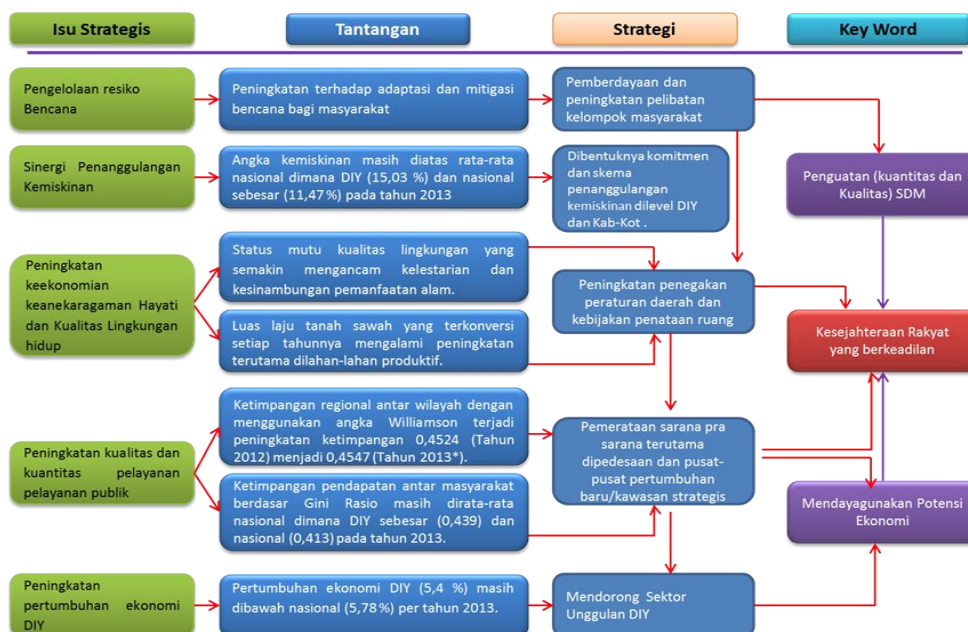 Isu Strategis
Tantangan
Strategi
Key Word
Pengelolaan resiko
Bencana
Peningkatan terhadap adaptasi dan mitigasi
bencana bagi masyarakat
Pemberdayaan dan
peningkatan pelibatan
kelompok masyarakat
Sinergi Penanggulangan
Kemiskinan
Angka kemiskinan masih diatas rata-rata
nasional dimana DIY (15,03 %) dan nasional
sebesar (11,47 %) pada tahun 2013
Dibentuknya komitmen
dan skema
penanggulangan
kemiskinan dilevel DIY
dan Kab-Kot .
Penguatan (kuantitas dan
Kualitas) SDM
Peningkatan
keekonomian
keanekaragaman Hayati
dan Kualitas Lingkungan
hidup
Status mutu kualitas lingkungan yang
semakin mengancam kelestarian dan
kesinambungan pemanfaatan alam.
Luas laju tanah sawah yang terkonversi
setiap tahunnya mengalami peningkatan
terutama dilahan-lahan produktif.
Peningkatan penegakan
peraturan daerah dan
kebijakan penataan ruang
Kesejahteraan Rakyat
yang berkeadilan
Peningkatan kualitas dan
kuantitas pelayanan
pelayanan publik
Ketimpangan regional antar wilayah dengan
menggunakan angka Williamson terjadi
peningkatan ketimpangan 0,4524 (Tahun
2012) menjadi 0,4547 (Tahun 2013*).
Ketimpangan pendapatan antar masyarakat
berdasar Gini Rasio masih dirata-rata
nasional dimana DIY sebesar (0,439) dan
nasional (0,413) pada tahun 2013.
Pemerataan sarana pra
sarana terutama
dipedesaan dan pusat-
pusat pertumbuhan
baru/kawasan strategis
Mendayagunakan Potensi
Ekonomi
Peningkatan
pertumbuhan ekonomi
DIY
Pertumbuhan ekonomi DIY (5,4 %) masih
dibawah nasional (5,78 %) per tahun 2013.
Mendorong Sektor
Unggulan DIY